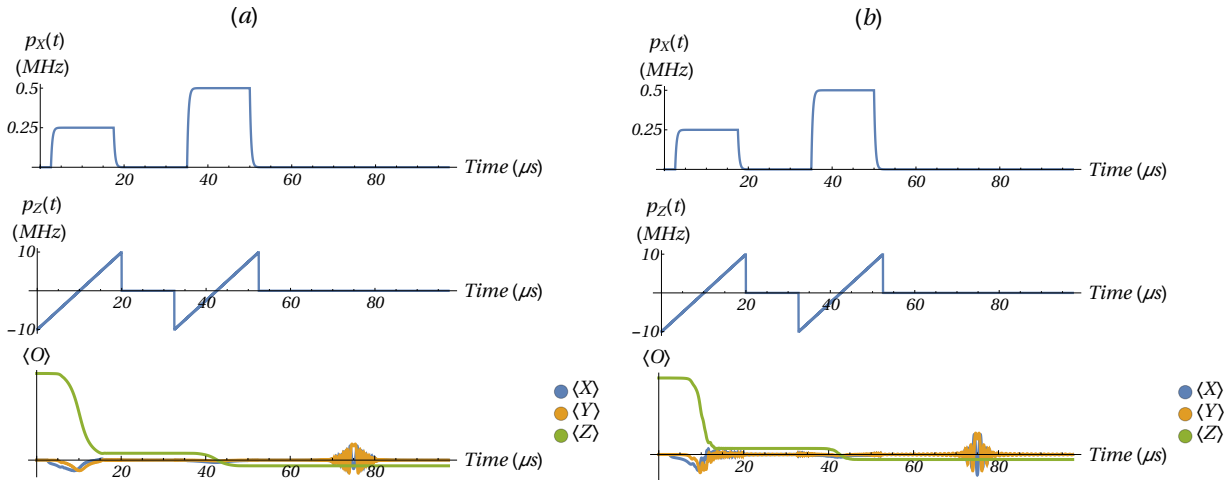 (a)
p_X(t)
(MHz)
0.5
0.25
20 40 60 80
Time (μs)
p_Z(t)
(MHz)
10
-10
20 40 60 80
Time (μs)
⟨O⟩
20 40 60 80
Time (μs)
⟨X⟩
⟨Y⟩
⟨Z⟩
(b)
p_X(t)
(MHz)
0.5
0.25
20 40 60 80
Time (μs)
p_Z(t)
(MHz)
10
-10
20 40 60 80
Time (μs)
⟨O⟩
20 40 60 80
Time (μs)
⟨X⟩
⟨Y⟩
⟨Z⟩